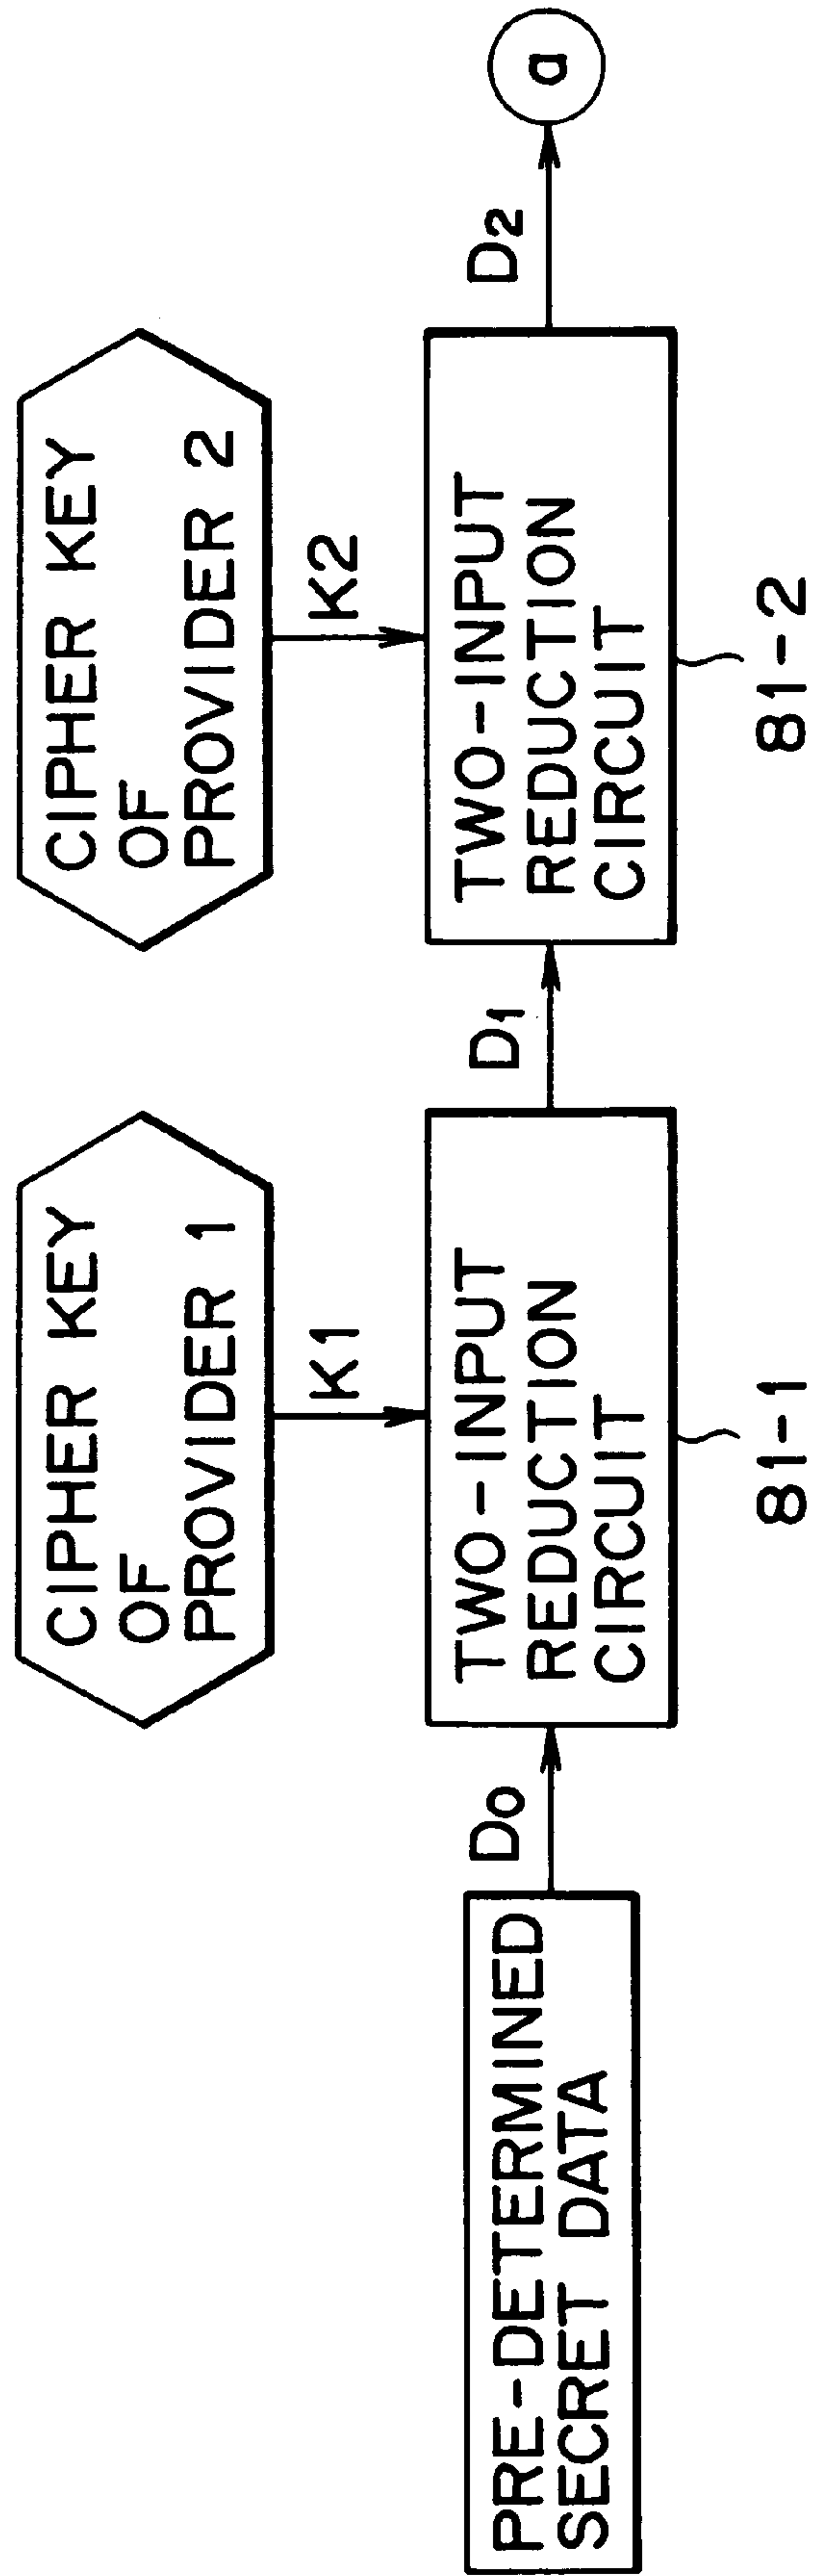 CIPHER KEY
OF
PROVIDER 1
CIPHER KEY
OF
PROVIDER 2
K1
K2
PRE-DETERMINED
SECRET DATA
D0
TWO-INPUT
REDUCTION
CIRCUIT
D1
TWO-INPUT
REDUCTION
CIRCUIT
D2
a
81-1
81-2